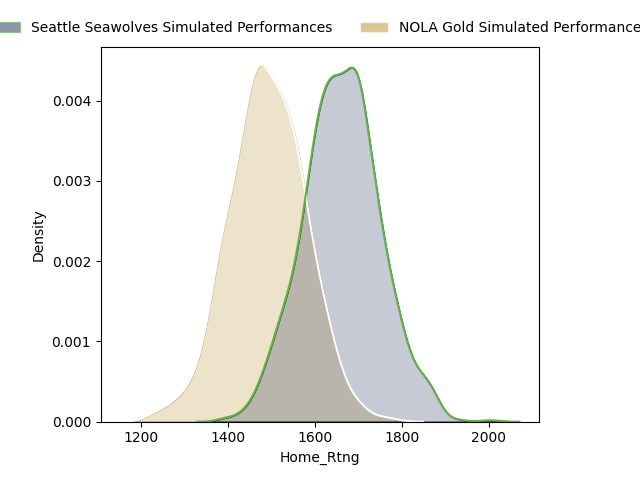 Seattle Seawolves Simulated Performances
NOLA Gold Simulated Performance
0.004
0.003
0.002
0.001
0.000
Density
1200 1400 1600 1800 2000
Home_Rtng